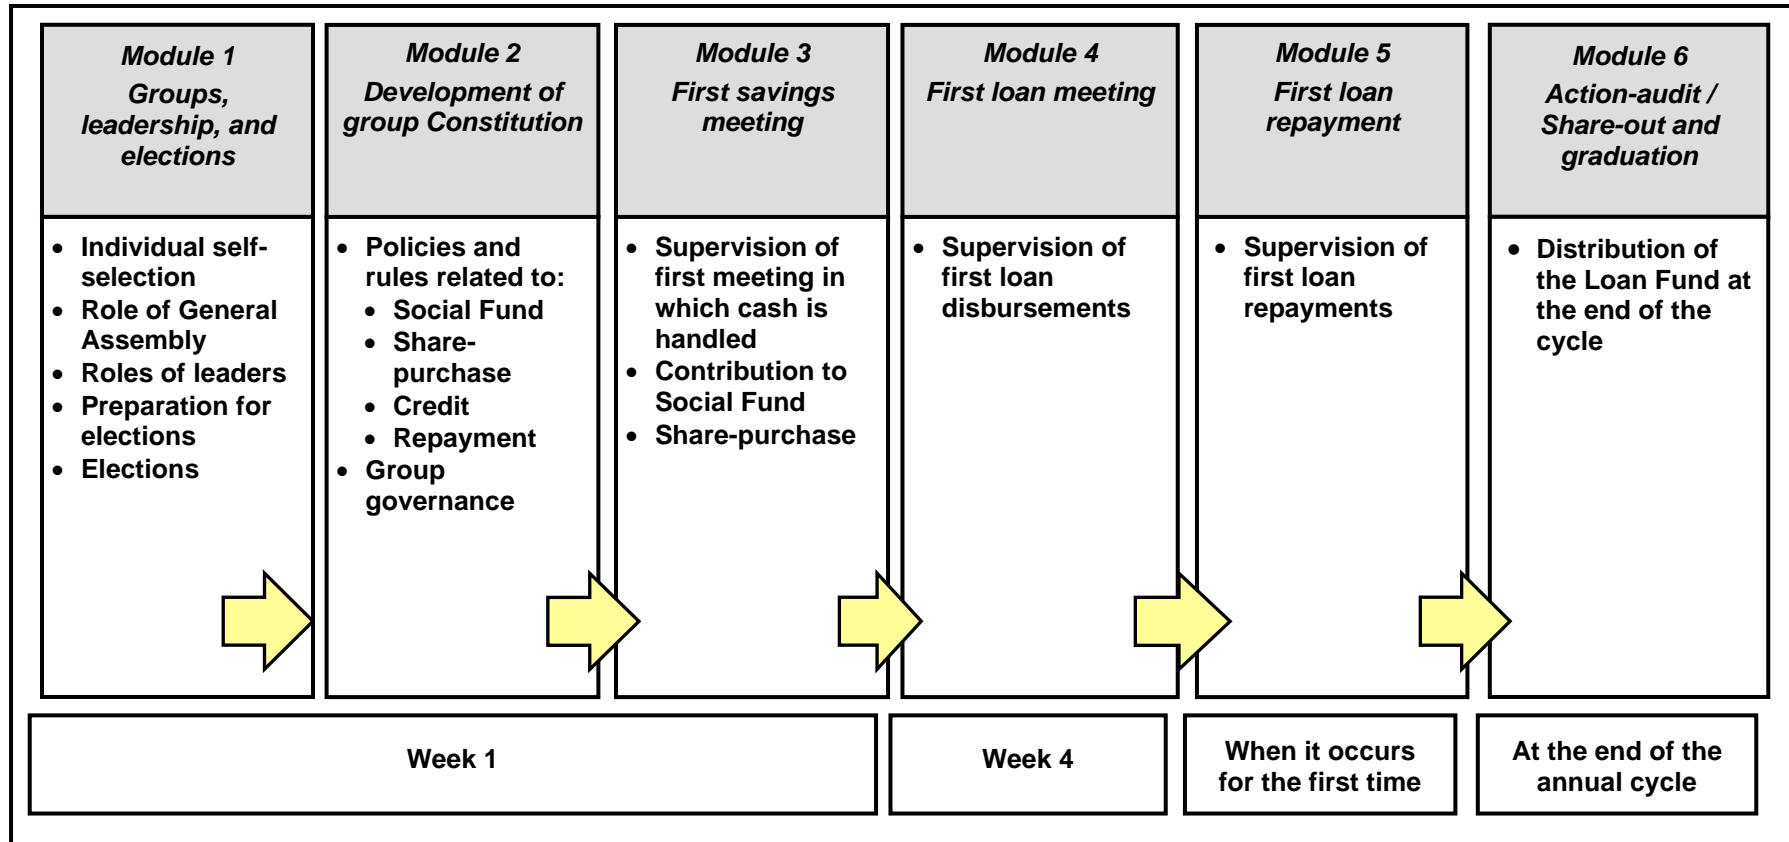 Module 1
Groups,
leadership, and
elections
• Individual self-
selection
• Role of General
Assembly
• Roles of leaders
• Preparation for
elections
• Elections
Module 2
Development of
group Constitution
• Policies and
rules related to:
• Social Fund
• Share-
purchase
• Credit
• Repayment
• Group
governance
Module 3
First savings
meeting
• Supervision of
first meeting in
which cash is
handled
• Contribution to
Social Fund
• Share-purchase
Module 4
First loan meeting
• Supervision of
first loan
disbursements
Module 5
First loan
repayment
• Supervision of
first loan
repayments
Module 6
Action-audit /
Share-out and
graduation
• Distribution of
the Loan Fund at
the end of the
cycle
Week 1
Week 4
When it occurs
for the first time
At the end of the
annual cycle